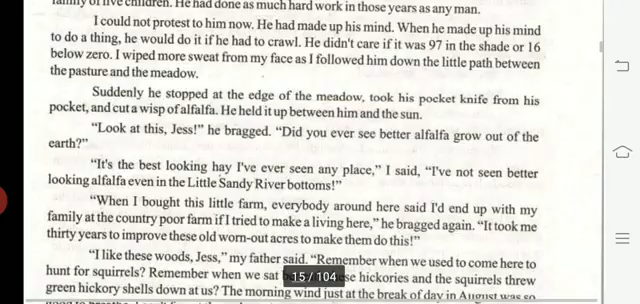 family of five children. He had done as much hard work in those years as any man.
I could not protest to him now. He had made up his mind. When he made up his mind
to do a thing, he would do it if he had to crawl. He didn't care if it was 97 in the shade or 16
below zero. I wiped more sweat from my face as I followed him down the little path between
the pasture and the meadow.
Suddenly he stopped at the edge of the meadow, took his pocket knife from his
pocket, and cut a wisp of alfalfa. He held it up between him and the sun.
“Look at this, Jess!” he bragged. “Did you ever see better alfalfa grow out of the
earth?”
“It's the best looking hay I've ever seen any place,” I said, “I've not seen better
looking alfalfa even in the Little Sandy River bottoms!”
“When I bought this little farm, everybody around here said I'd end up with my
family at the country poor farm if I tried to make a living here,” he bragged again. “It took me
thirty years to improve these old worn-out acres to make them do this!”
“I like these woods, Jess,” my father said. “Remember when we used to come here to
hunt for squirrels? Remember when we sat hickories and the squirrels threw
15 / 104
green hickory shells down at us? The morning wind just at the break of day in August was so